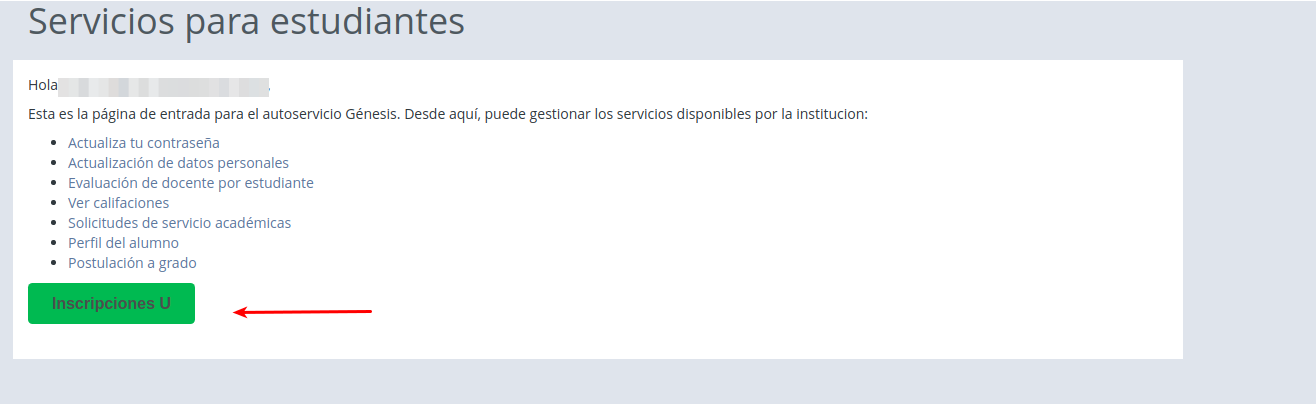 Servicios para estudiantes
Hola
Esta es la página de entrada para el autoservicio Génesis. Desde aquí, puede gestionar los servicios disponibles por la institucion:
Actualiza tu contraseña
Actualización de datos personales
Evaluación de docente por estudiante
Ver califaciones
Solicitudes de servicio académicas
Perfil del alumno
Postulación a grado
Inscripciones U